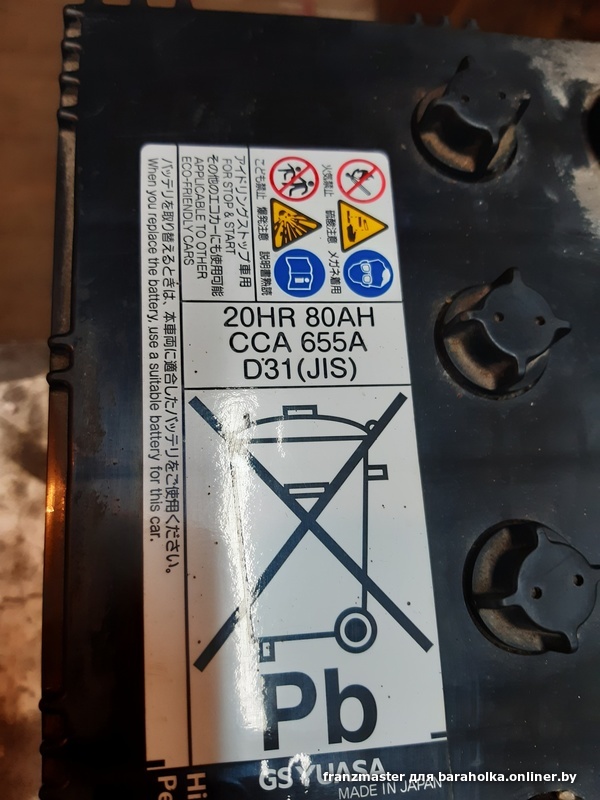 火気禁止
こども禁止
硫酸注意
爆発注意
メガネ着用
説明書熟読
アイドリングストップ車用
FOR STOP & START
その他のエコカーにも使用可能
APPLICABLE TO OTHER
ECO-FRIENDLY CARS
バッテリを取り替えるときは、本車両に適合したバッテリをご使用ください。
When you replace the battery, use a suitable battery for this car.
20HR 80AH
CCA 655A
D31(JIS)
Pb
GS YUASA
MADE IN JAPAN
Hi
Pe
franzmaster для baraholka.onliner.by